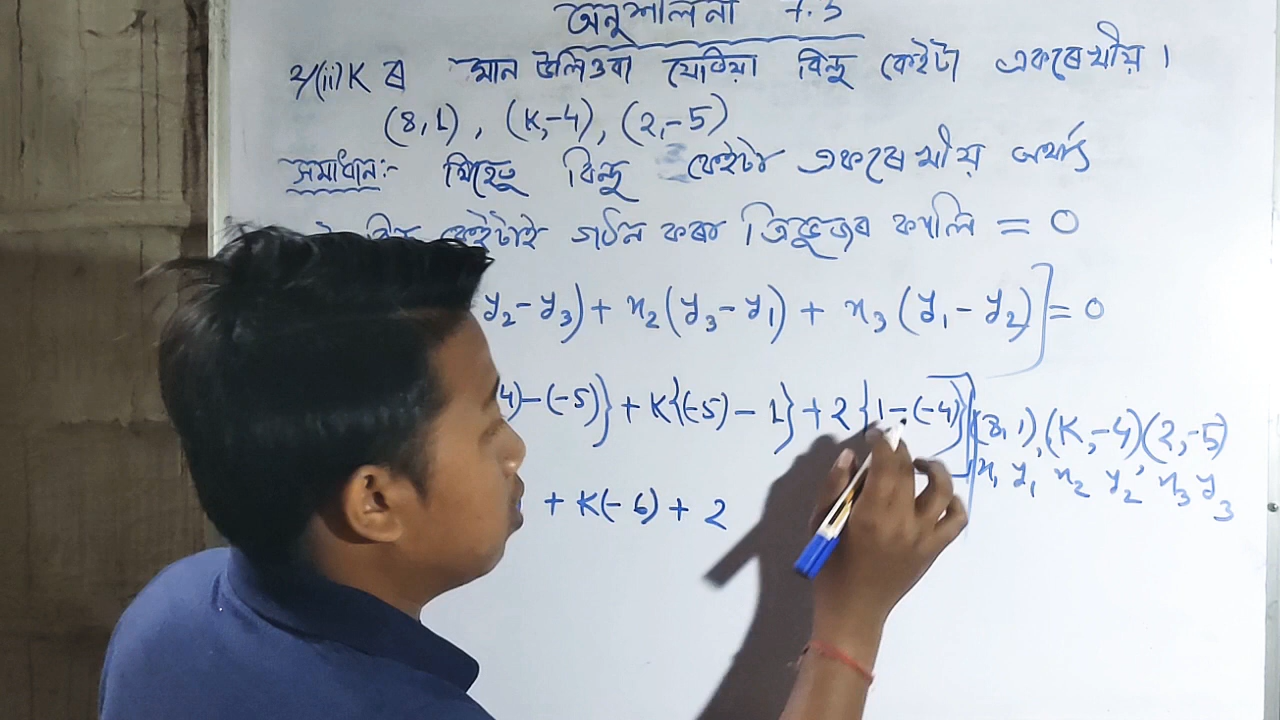 অনুশীলনী 7.3
২(ii) K ৰ মান উলিওৱা যেতিয়া বিন্দু কেইটা একৰেখীয় ।
(8,1), (K,-4), (2,-5)
সমাধান:- যিহেতু বিন্দু কেইটা একৰেখীয় অৰ্থাৎ
কেইটাই গঠন কৰা ত্ৰিভুজৰ কালি = 0
y₂-y₃)+ x₂(y₃-y₁)+ x₃(y₁-y₂)]=0
4)-(-5)}+K{(-5)-1}+2{1-(-4)}]
(8,1),(K,-4)(2,-5)
x₁ y₁ x₂ y₂ x₃ y₃
+ K(-6)+2